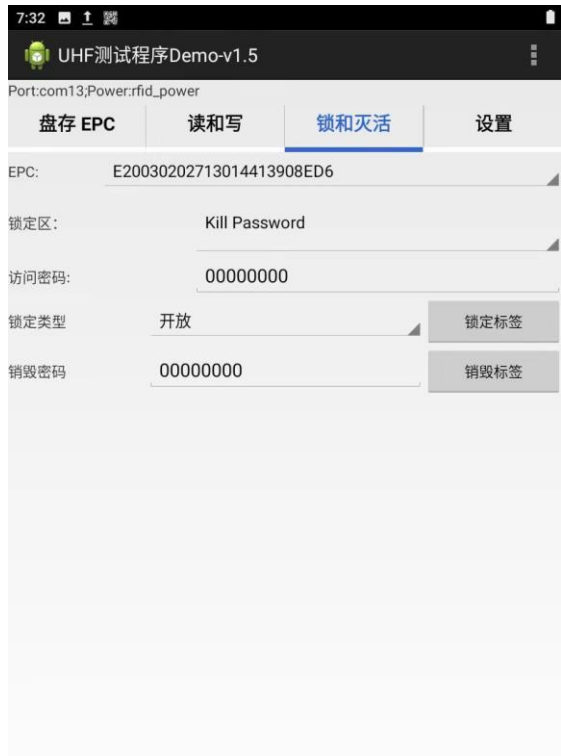 7:32
UHF测试程序Demo-v1.5
Port:com13;Power:rfid_power
盘存 EPC 读和写 锁和灭活 设置
EPC: E20030202713014413908ED6
锁定区: Kill Password
访问密码: 00000000
锁定类型 开放 锁定标签
销毁密码 00000000 销毁标签